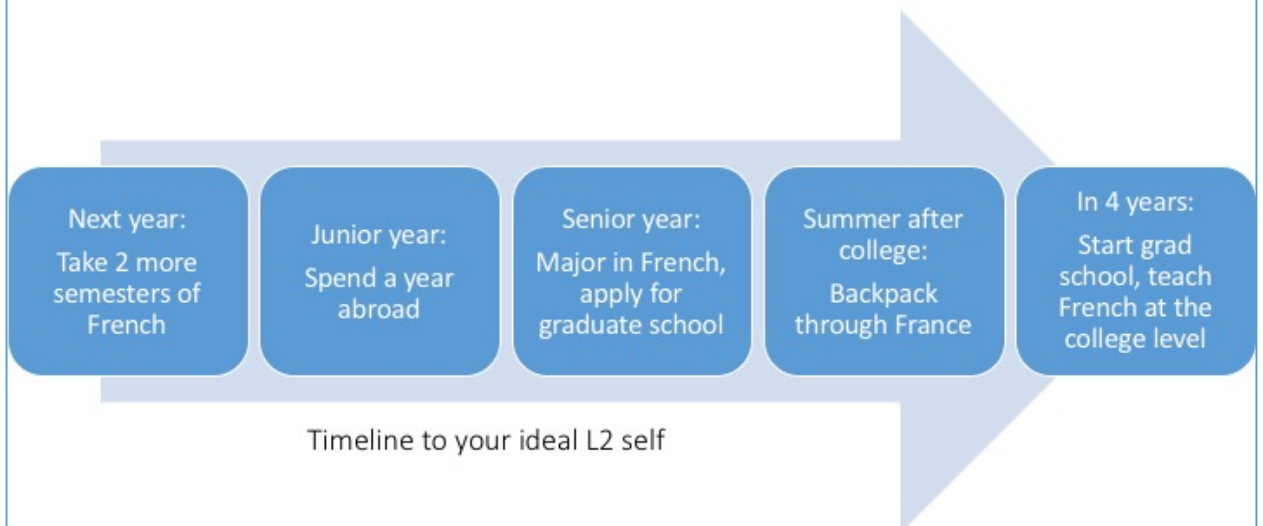 Next year:
Take 2 more
semesters of
French
Junior year:
Spend a year
abroad
Senior year:
Major in French,
apply for
graduate school
Summer after
college:
Backpack
through France
In 4 years:
Start grad
school, teach
French at the
college level
Timeline to your ideal L2 self